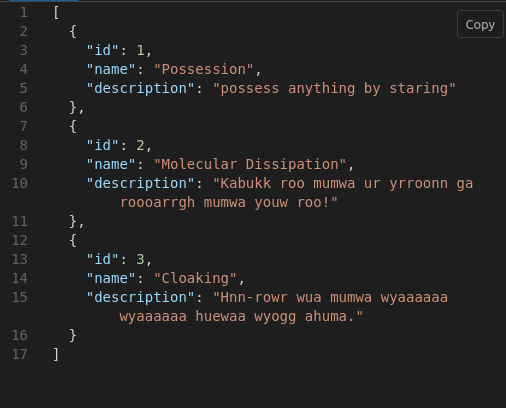 Copy
1 [
2 {
3 "id": 1,
4 "name": "Possession",
5 "description": "possess anything by staring"
6 },
7 {
8 "id": 2,
9 "name": "Molecular Dissipation",
10 "description": "Kabukk roo mumwa ur yrroonn ga
roooarrgh mumwa youw roo!"
11 },
12 {
13 "id": 3,
14 "name": "Cloaking",
15 "description": "Hnn-rowr wua mumwa wyaaaaaa
wyaaaaaa huewaa wyogg ahuma."
16 }
17 ]